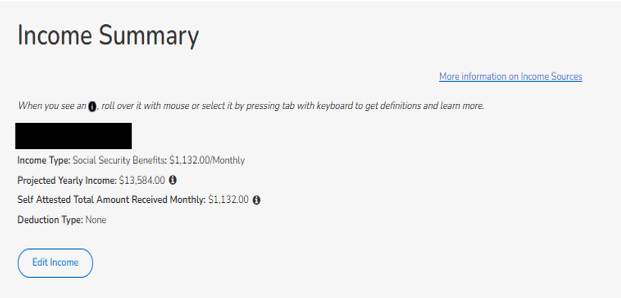 Income Summary
More information on Income Sources
When you see an i, roll over it with mouse or select it by pressing tab with keyboard to get definitions and learn more.
Income Type: Social Security Benefits: $1,132.00/Monthly
Projected Yearly Income: $13,584.00 i
Self Attested Total Amount Received Monthly: $1,132.00 i
Deduction Type: None
Edit Income